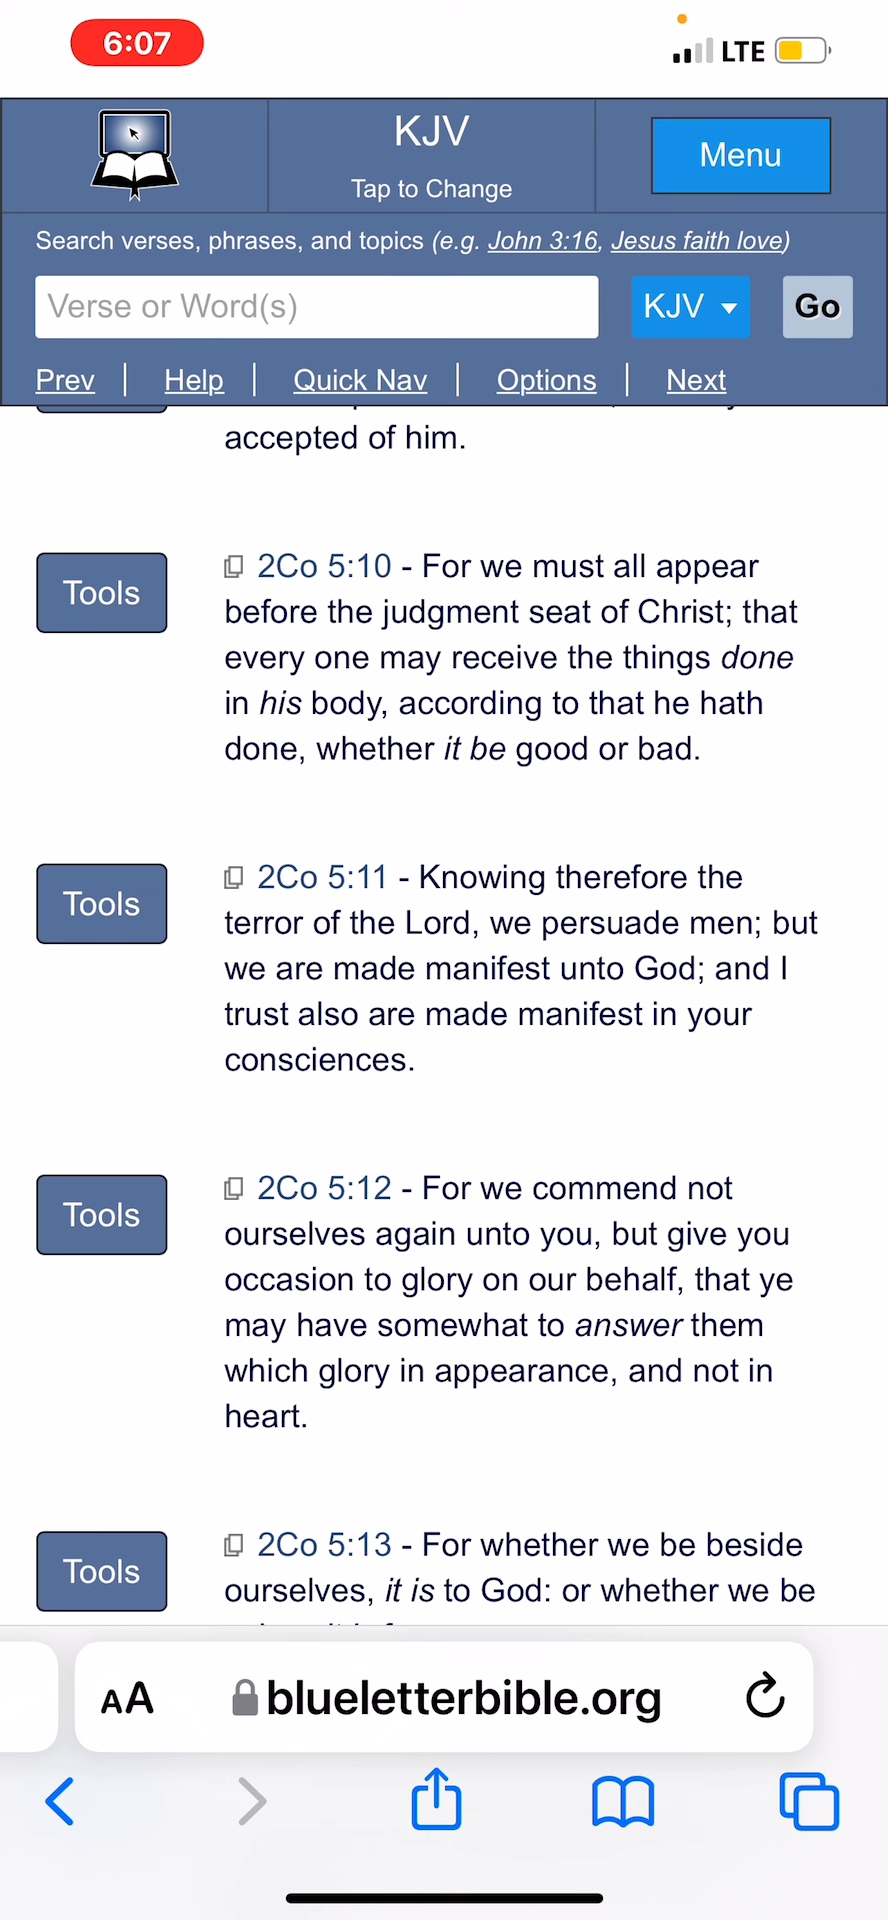 6:07
LTE
KJV
Tap to Change
Menu
Search verses, phrases, and topics (e.g. John 3:16, Jesus faith love)
Verse or Word(s)
KJV
Go
Prev | Help | Quick Nav | Options | Next
accepted of him.
Tools
2Co 5:10 - For we must all appear
before the judgment seat of Christ; that
every one may receive the things done
in his body, according to that he hath
done, whether it be good or bad.
Tools
2Co 5:11 - Knowing therefore the
terror of the Lord, we persuade men; but
we are made manifest unto God; and I
trust also are made manifest in your
consciences.
Tools
2Co 5:12 - For we commend not
ourselves again unto you, but give you
occasion to glory on our behalf, that ye
may have somewhat to answer them
which glory in appearance, and not in
heart.
Tools
2Co 5:13 - For whether we be beside
ourselves, it is to God: or whether we be
AA
blueletterbible.org